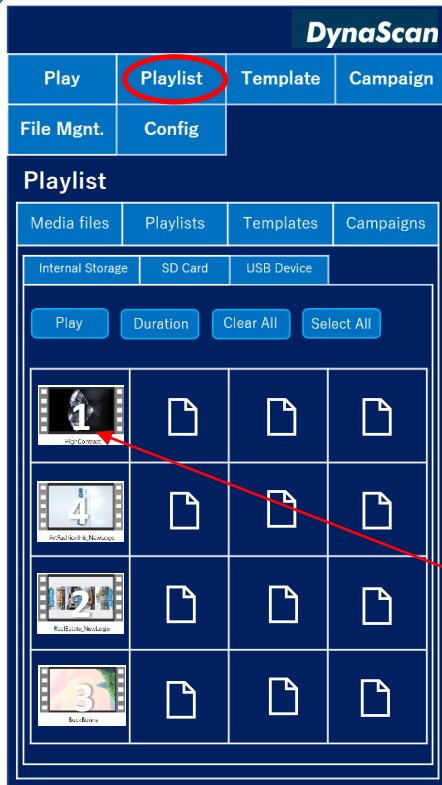 DynaScan
Play Playlist Template Campaign
File Mgnt. Config
Playlist
Media files Playlists Templates Campaigns
Internal Storage SD Card USB Device
Play Duration Clear All Select All
1
HighContrast
4
ArtFashionHk_NewLogo
2
RealEstate_NewLogo
3
BuckBunny